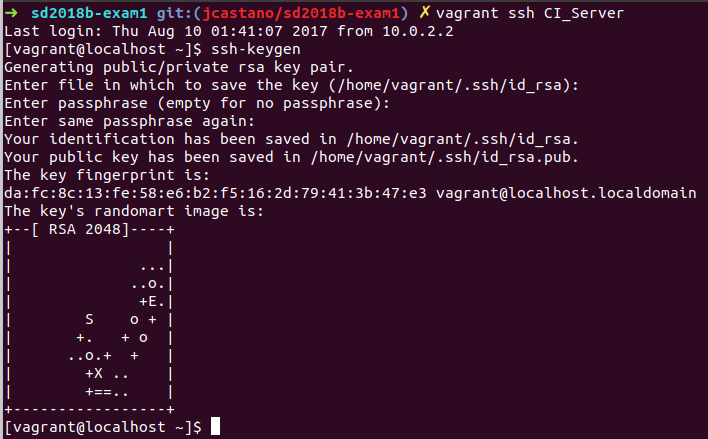 ➜  sd2018b-exam1 git:(jcastano/sd2018b-exam1) ✗ vagrant ssh CI_Server
Last login: Thu Aug 10 01:41:07 2017 from 10.0.2.2
[vagrant@localhost ~]$ ssh-keygen
Generating public/private rsa key pair.
Enter file in which to save the key (/home/vagrant/.ssh/id_rsa):
Enter passphrase (empty for no passphrase):
Enter same passphrase again:
Your identification has been saved in /home/vagrant/.ssh/id_rsa.
Your public key has been saved in /home/vagrant/.ssh/id_rsa.pub.
The key fingerprint is:
da:fc:8c:13:fe:58:e6:b2:f5:16:2d:79:41:3b:47:e3 vagrant@localhost.localdomain
The key's randomart image is:
+--[ RSA 2048]----+
|                 |
|              ...|
|             ..o.|
|              +E.|
|        S    o + |
|       +.   + o  |
|      ..o.+  +   |
|        +X ..    |
|        +==..    |
+-----------------+
[vagrant@localhost ~]$